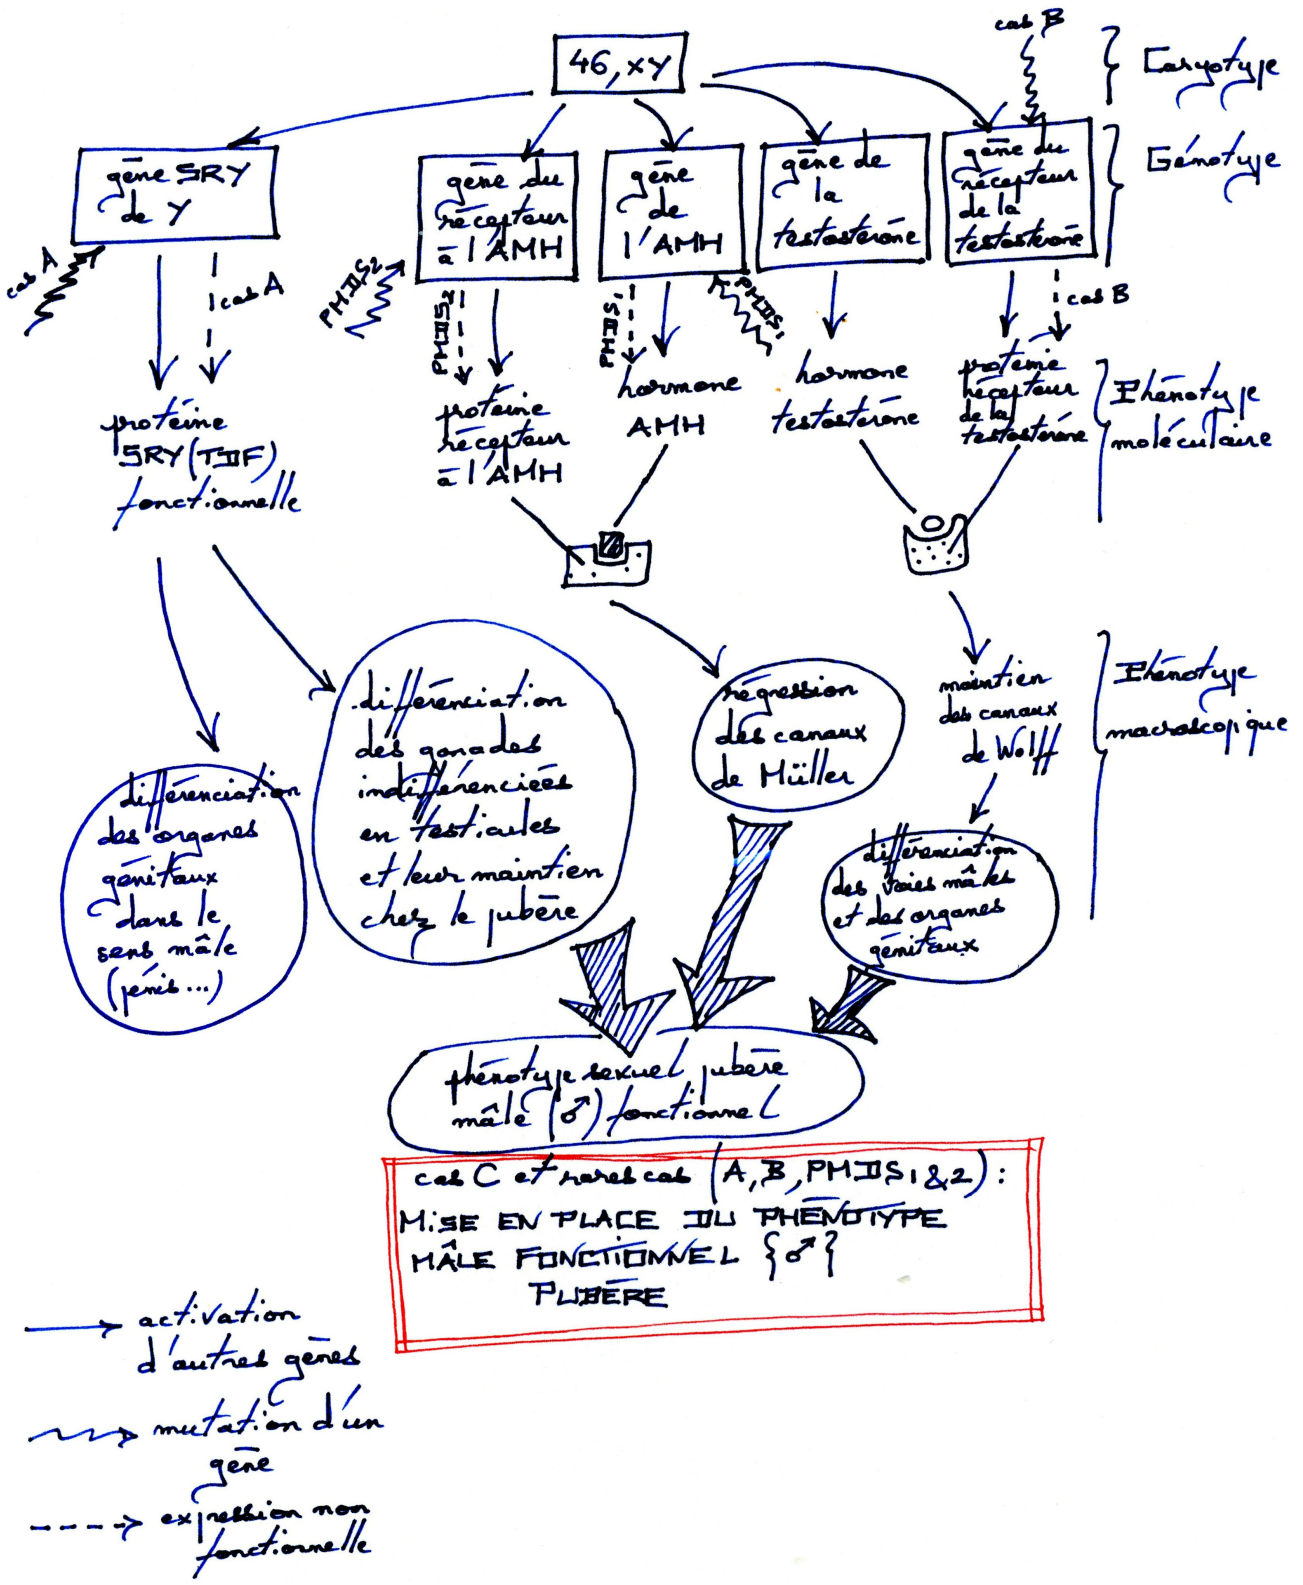 cas B
46, XY
Caryotype
gène SRY
de Y
gène du
récepteur
à l'AMH
gène
de
l'AMH
gène de
la
testostérone
gène du
récepteur
de la
testostérone
Génotype
cas A
cas A
PMDS2
PMDS2
PMDS1
PMDS1
cas B
protéine
SRY (TDF)
fonctionnelle
protéine
récepteur
à l'AMH
hormone
AMH
hormone
testostérone
protéine
récepteur
de la
testostérone
Phénotype
moléculaire
différenciation
des organes
génitaux
dans le
sens mâle
(pénis...)
différenciation
des gonades
indifférenciées
en testicules
et leur maintien
chez le pubère
régression
des canaux
de Müller
maintien
des canaux
de Wolff
différenciation
des voies mâles
et des organes
génitaux
Phénotype
macroscopique
phénotype sexuel pubère
mâle (♂) fonctionnel
cas C et rares cas (A, B, PMDS1 & 2) :
MISE EN PLACE DU PHÉNOTYPE
MÂLE FONCTIONNEL {♂}
PUBÈRE
activation
d'autres gènes
mutation d'un
gène
expression non
fonctionnelle